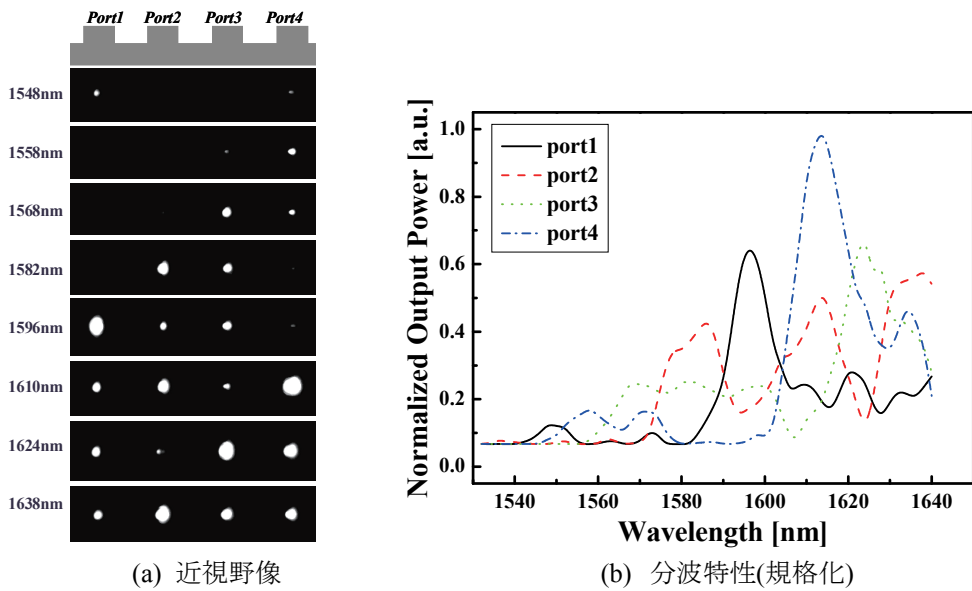 Port1 Port2 Port3 Port4
1548nm
1558nm
1568nm
1582nm
1596nm
1610nm
1624nm
1638nm
(a) 近視野像
Normalized Output Power [a.u.]
1.0
0.8
0.6
0.4
0.2
0.0
port1
port2
port3
port4
1540 1560 1580 1600 1620 1640
Wavelength [nm]
(b) 分波特性(規格化)